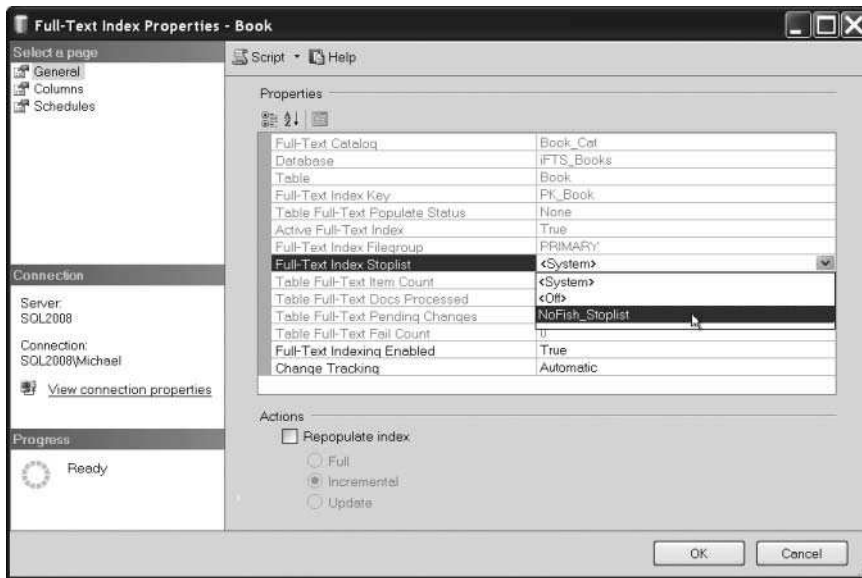 Full-Text Index Properties - Book
Select a page
General
Columns
Schedules
Script Help
Properties
Full-Text Catalog Book_Cat
Database iFTS_Books
Table Book
Full-Text Index Key PK_Book
Table Full-Text Populate Status None
Active Full-Text Index True
Full-Text Index Filegroup PRIMARY
Full-Text Index Stoplist <System>
Table Full-Text Item Count <System>
Table Full-Text Docs Processed <Off>
Table Full-Text Pending Changes NoFish_Stoplist
Table Full-Text Fail Count 0
Full-Text Indexing Enabled True
Change Tracking Automatic
Connection
Server:
SQL2008
Connection:
SQL2008\Michael
View connection properties
Progress
Ready
Actions
Repopulate index
Full
Incremental
Update
OK Cancel